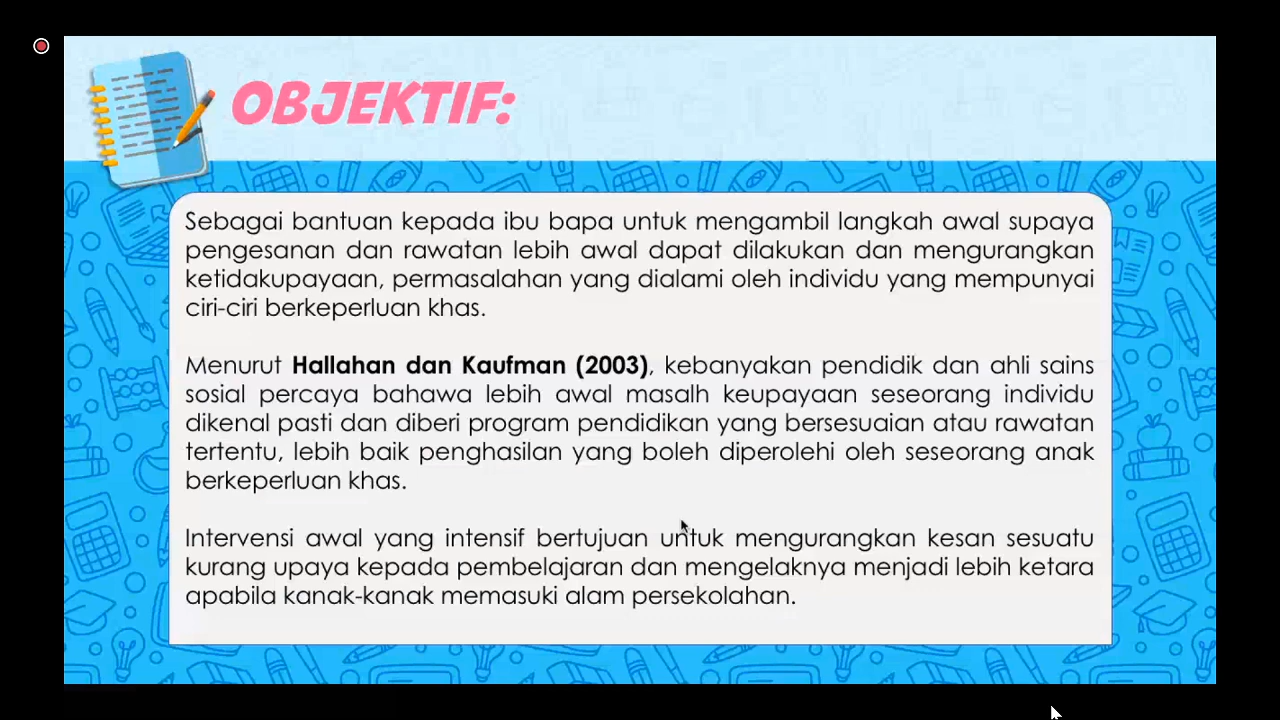 OBJEKTIF:
Sebagai bantuan kepada ibu bapa untuk mengambil langkah awal supaya
pengesanan dan rawatan lebih awal dapat dilakukan dan mengurangkan
ketidakupayaan, permasalahan yang dialami oleh individu yang mempunyai
ciri-ciri berkeperluan khas.
Menurut Hallahan dan Kaufman (2003), kebanyakan pendidik dan ahli sains
sosial percaya bahawa lebih awal masalh keupayaan seseorang individu
dikenal pasti dan diberi program pendidikan yang bersesuaian atau rawatan
tertentu, lebih baik penghasilan yang boleh diperolehi oleh seseorang anak
berkeperluan khas.
Intervensi awal yang intensif bertujuan untuk mengurangkan kesan sesuatu
kurang upaya kepada pembelajaran dan mengelaknya menjadi lebih ketara
apabila kanak-kanak memasuki alam persekolahan.